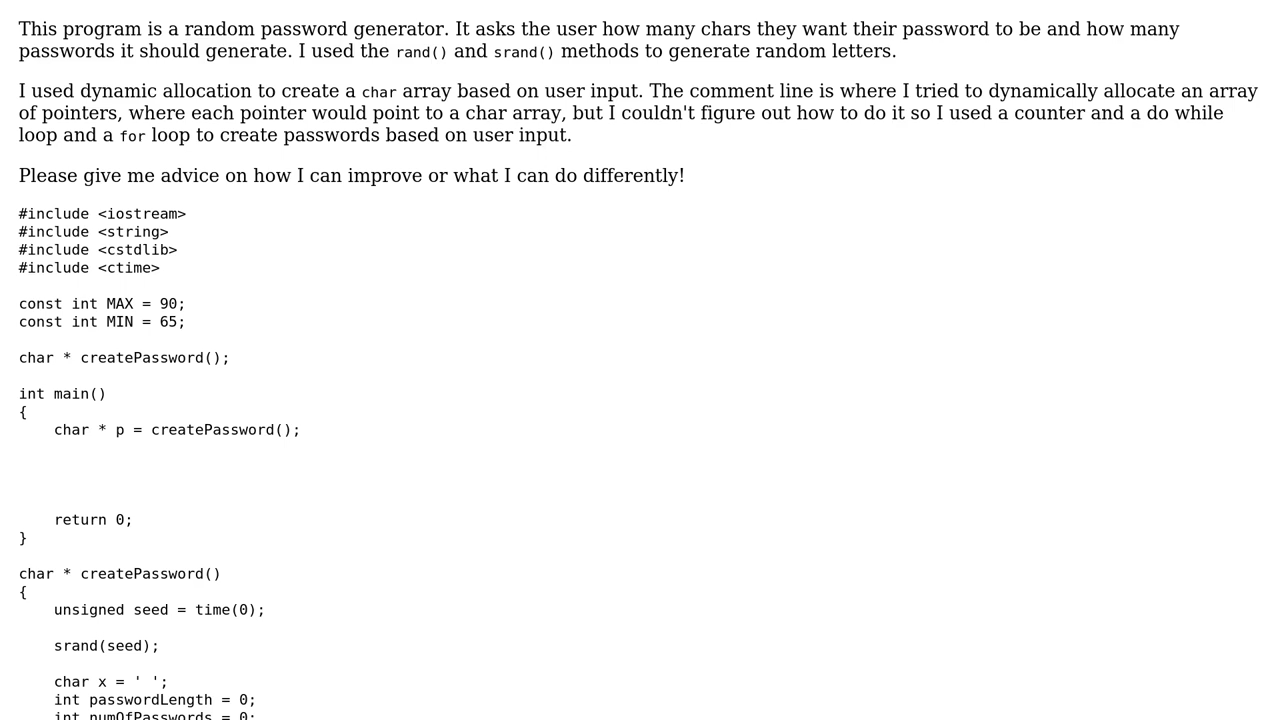 This program is a random password generator. It asks the user how many chars they want their password to be and how many
passwords it should generate. I used the rand() and srand() methods to generate random letters.
I used dynamic allocation to create a char array based on user input. The comment line is where I tried to dynamically allocate an array
of pointers, where each pointer would point to a char array, but I couldn't figure out how to do it so I used a counter and a do while
loop and a for loop to create passwords based on user input.
Please give me advice on how I can improve or what I can do differently!
#include <iostream>
#include <string>
#include <cstdlib>
#include <ctime>
const int MAX = 90;
const int MIN = 65;
char * createPassword();
int main()
{
    char * p = createPassword();
    return 0;
}
char * createPassword()
{
    unsigned seed = time(0);
    srand(seed);
    char x = ' ';
    int passwordLength = 0;
    int numOfPasswords = 0;